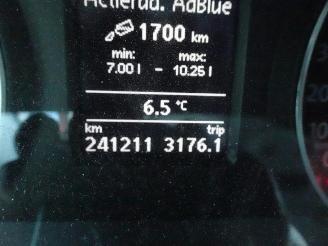 AdBlue
1700 km
min: max:
7.00 l – 10.25 l
6.5 °C
km trip
241211 3176.1